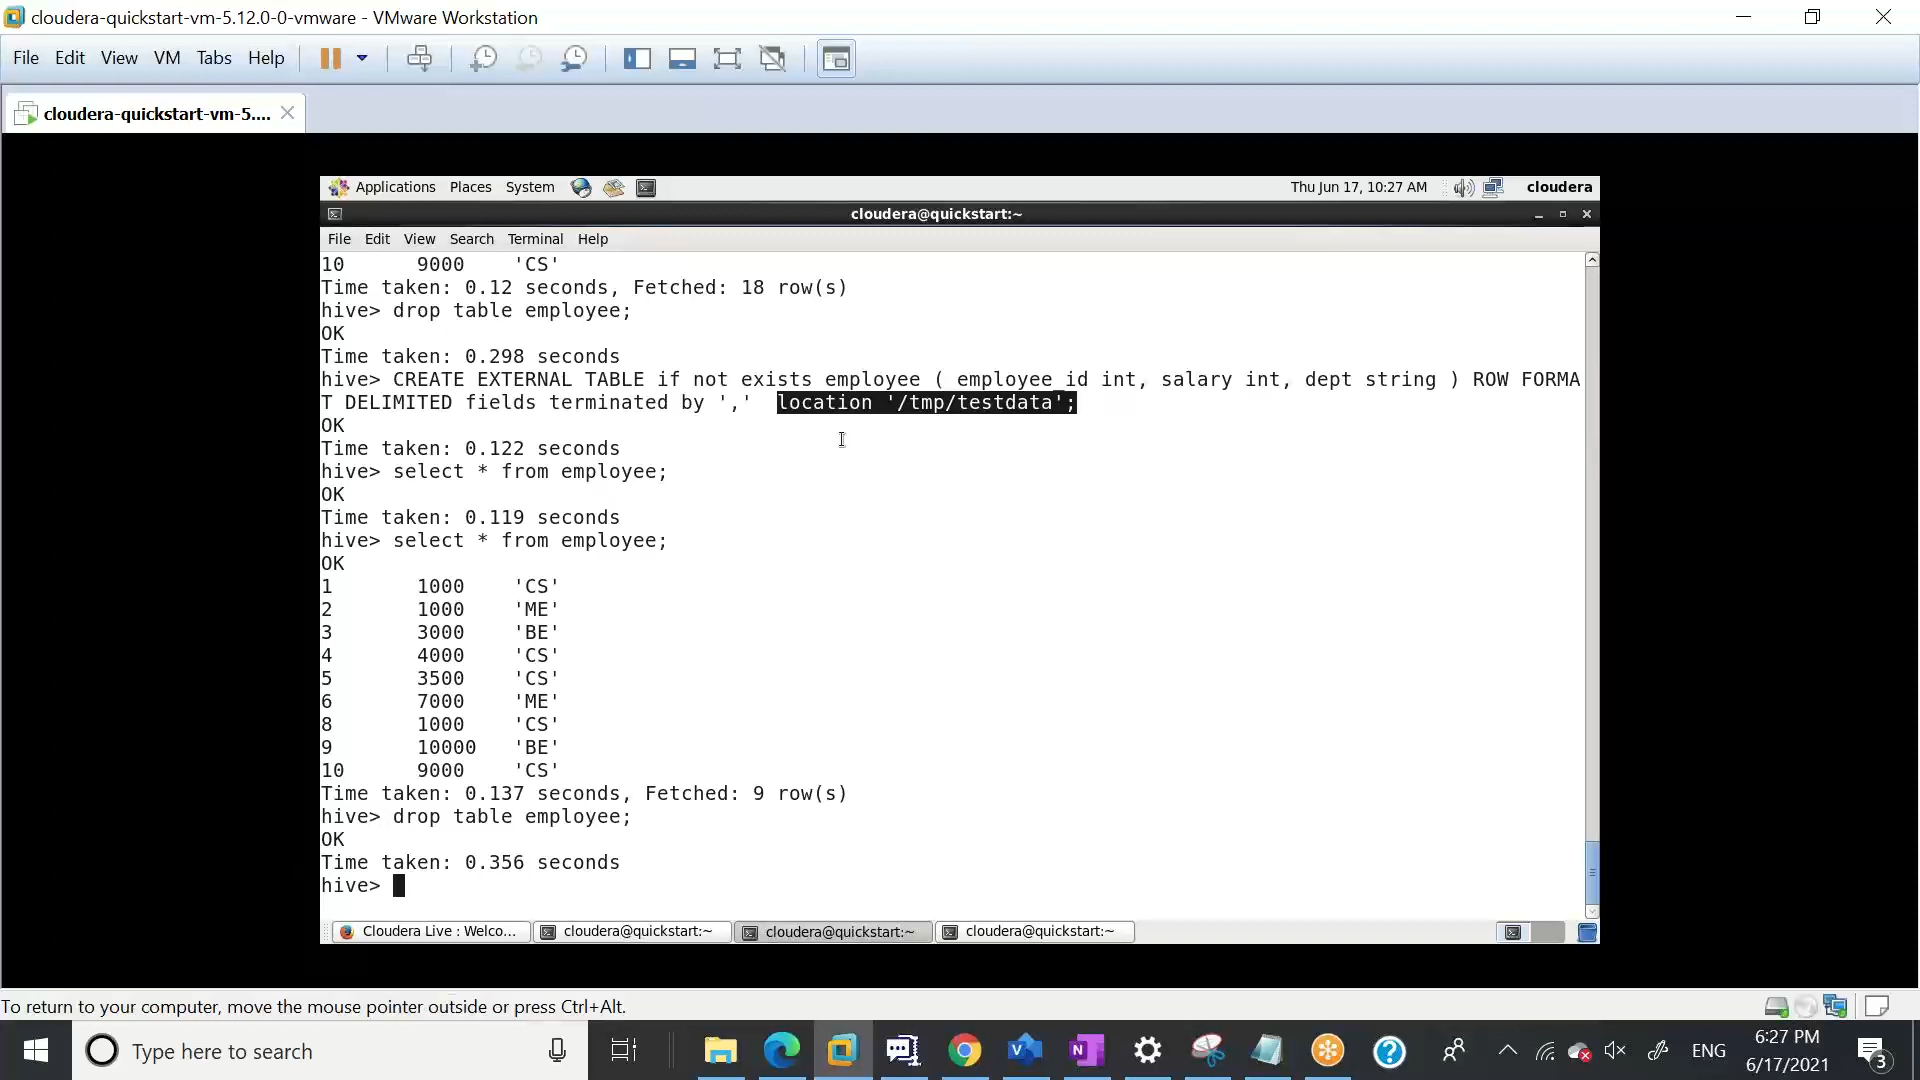 cloudera-quickstart-vm-5.12.0-0-vmware - VMware Workstation
File Edit View VM Tabs Help
cloudera-quickstart-vm-5....
Applications Places System Thu Jun 17, 10:27 AM cloudera
cloudera@quickstart:~
File Edit View Search Terminal Help
10 9000 'CS'
Time taken: 0.12 seconds, Fetched: 18 row(s)
hive> drop table employee;
OK
Time taken: 0.298 seconds
hive> CREATE EXTERNAL TABLE if not exists employee ( employee_id int, salary int, dept string ) ROW FORMA
T DELIMITED fields terminated by ',' location '/tmp/testdata';
OK
Time taken: 0.122 seconds
hive> select * from employee;
OK
Time taken: 0.119 seconds
hive> select * from employee;
OK
1 1000 'CS'
2 1000 'ME'
3 3000 'BE'
4 4000 'CS'
5 3500 'CS'
6 7000 'ME'
8 1000 'CS'
9 10000 'BE'
10 9000 'CS'
Time taken: 0.137 seconds, Fetched: 9 row(s)
hive> drop table employee;
OK
Time taken: 0.356 seconds
hive>
Cloudera Live : Welco... cloudera@quickstart:~ cloudera@quickstart:~ cloudera@quickstart:~
To return to your computer, move the mouse pointer outside or press Ctrl+Alt.
Type here to search ENG 6:27 PM
6/17/2021 3